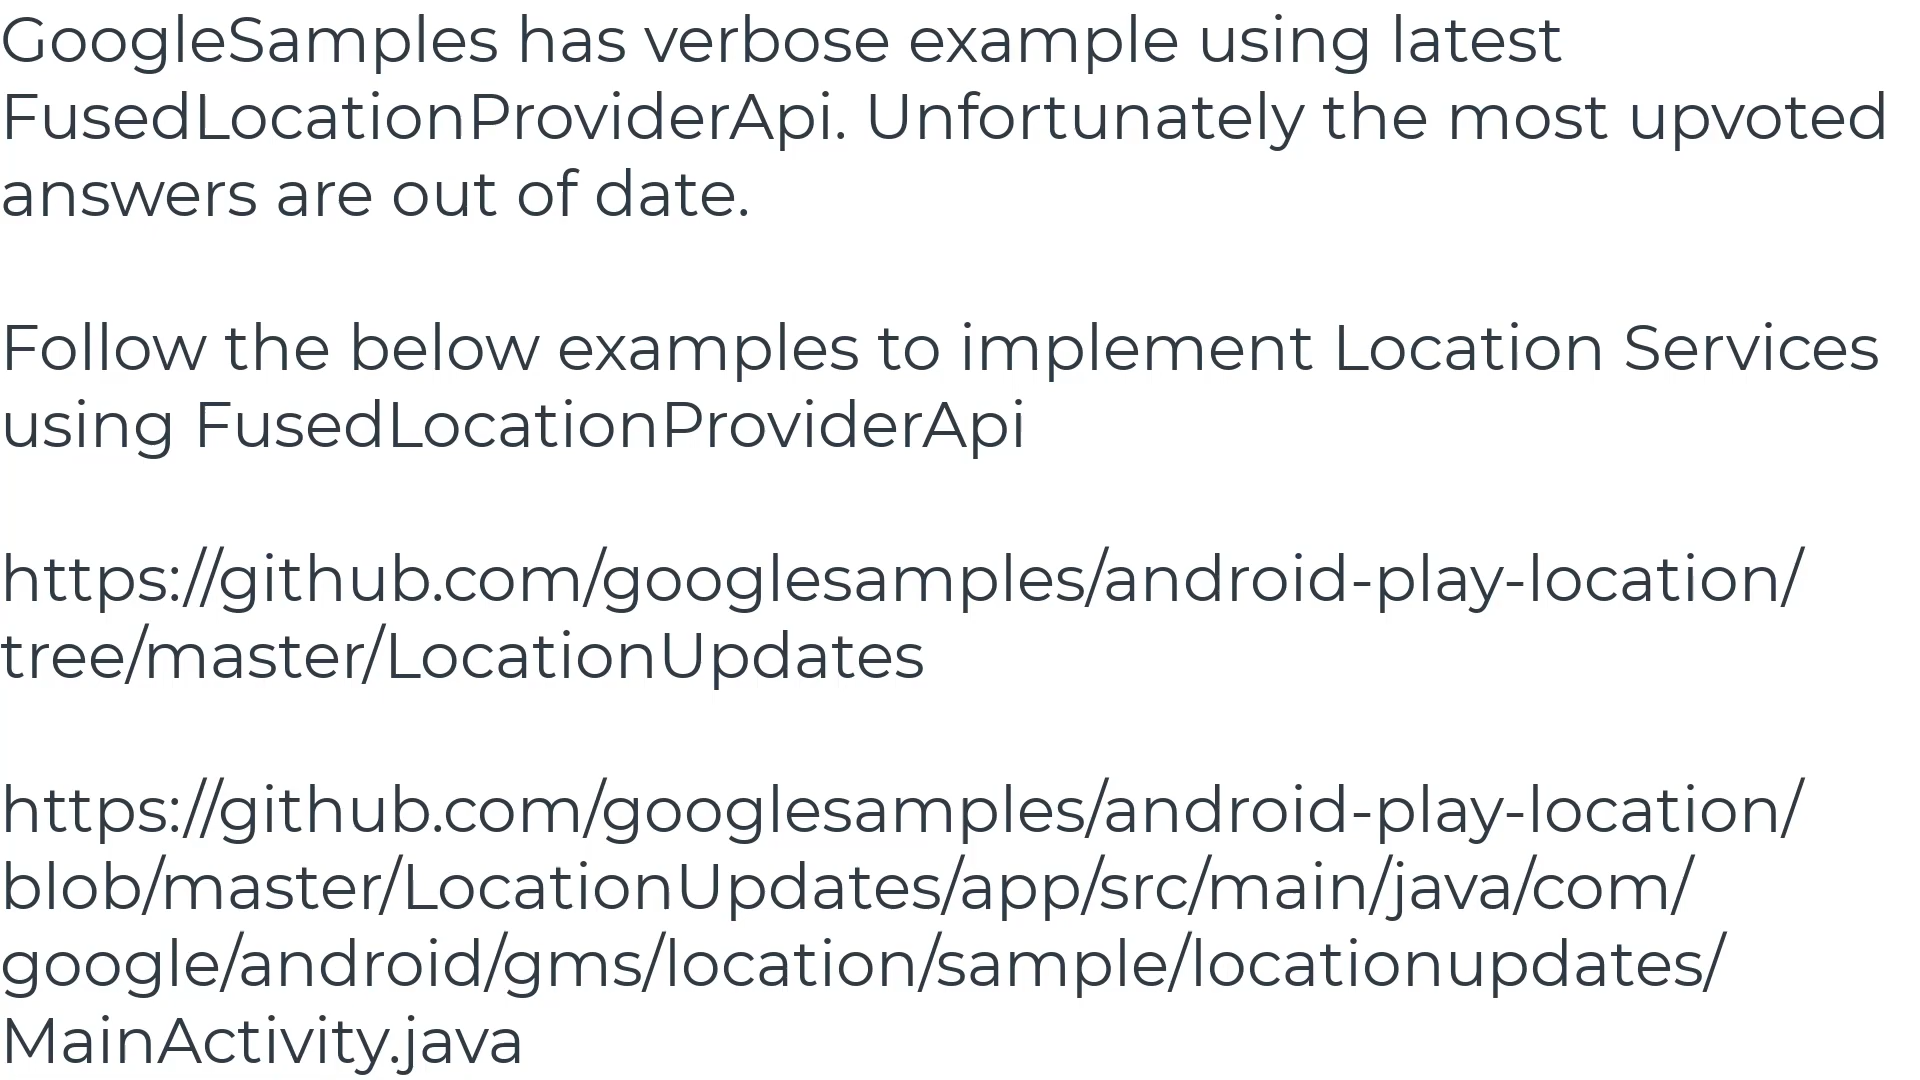 GoogleSamples has verbose example using latest
FusedLocationProviderApi. Unfortunately the most upvoted
answers are out of date.
Follow the below examples to implement Location Services
using FusedLocationProviderApi
https://github.com/googlesamples/android-play-location/
tree/master/LocationUpdates
https://github.com/googlesamples/android-play-location/
blob/master/LocationUpdates/app/src/main/java/com/
google/android/gms/location/sample/locationupdates/
MainActivity.java